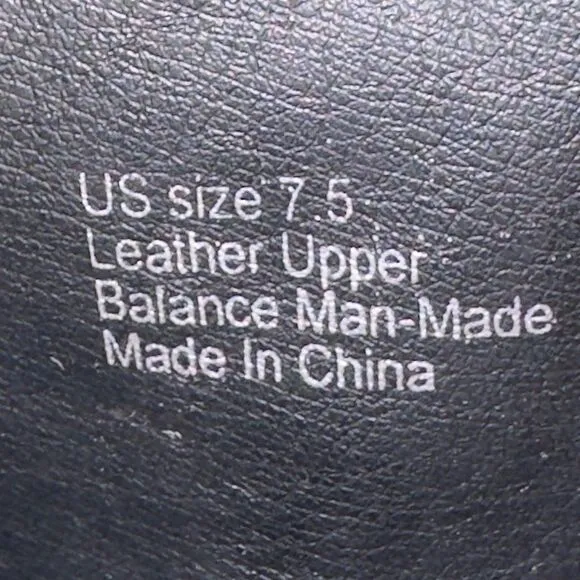 US size 7.5
Leather Upper
Balance Man-Made
Made In China